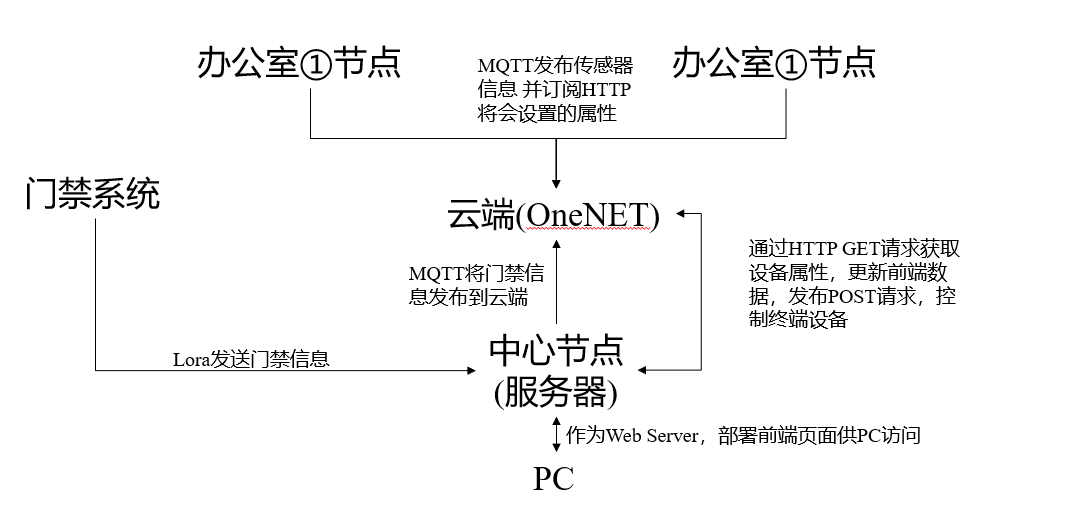 办公室①节点
MQTT发布传感器
信息 并订阅HTTP
将会设置的属性
办公室①节点
门禁系统
云端(OneNET)
MQTT将门禁信
息发布到云端
通过HTTP GET请求获取
设备属性，更新前端数
据，发布POST请求，控
制终端设备
Lora发送门禁信息
中心节点
(服务器)
作为Web Server，部署前端页面供PC访问
PC